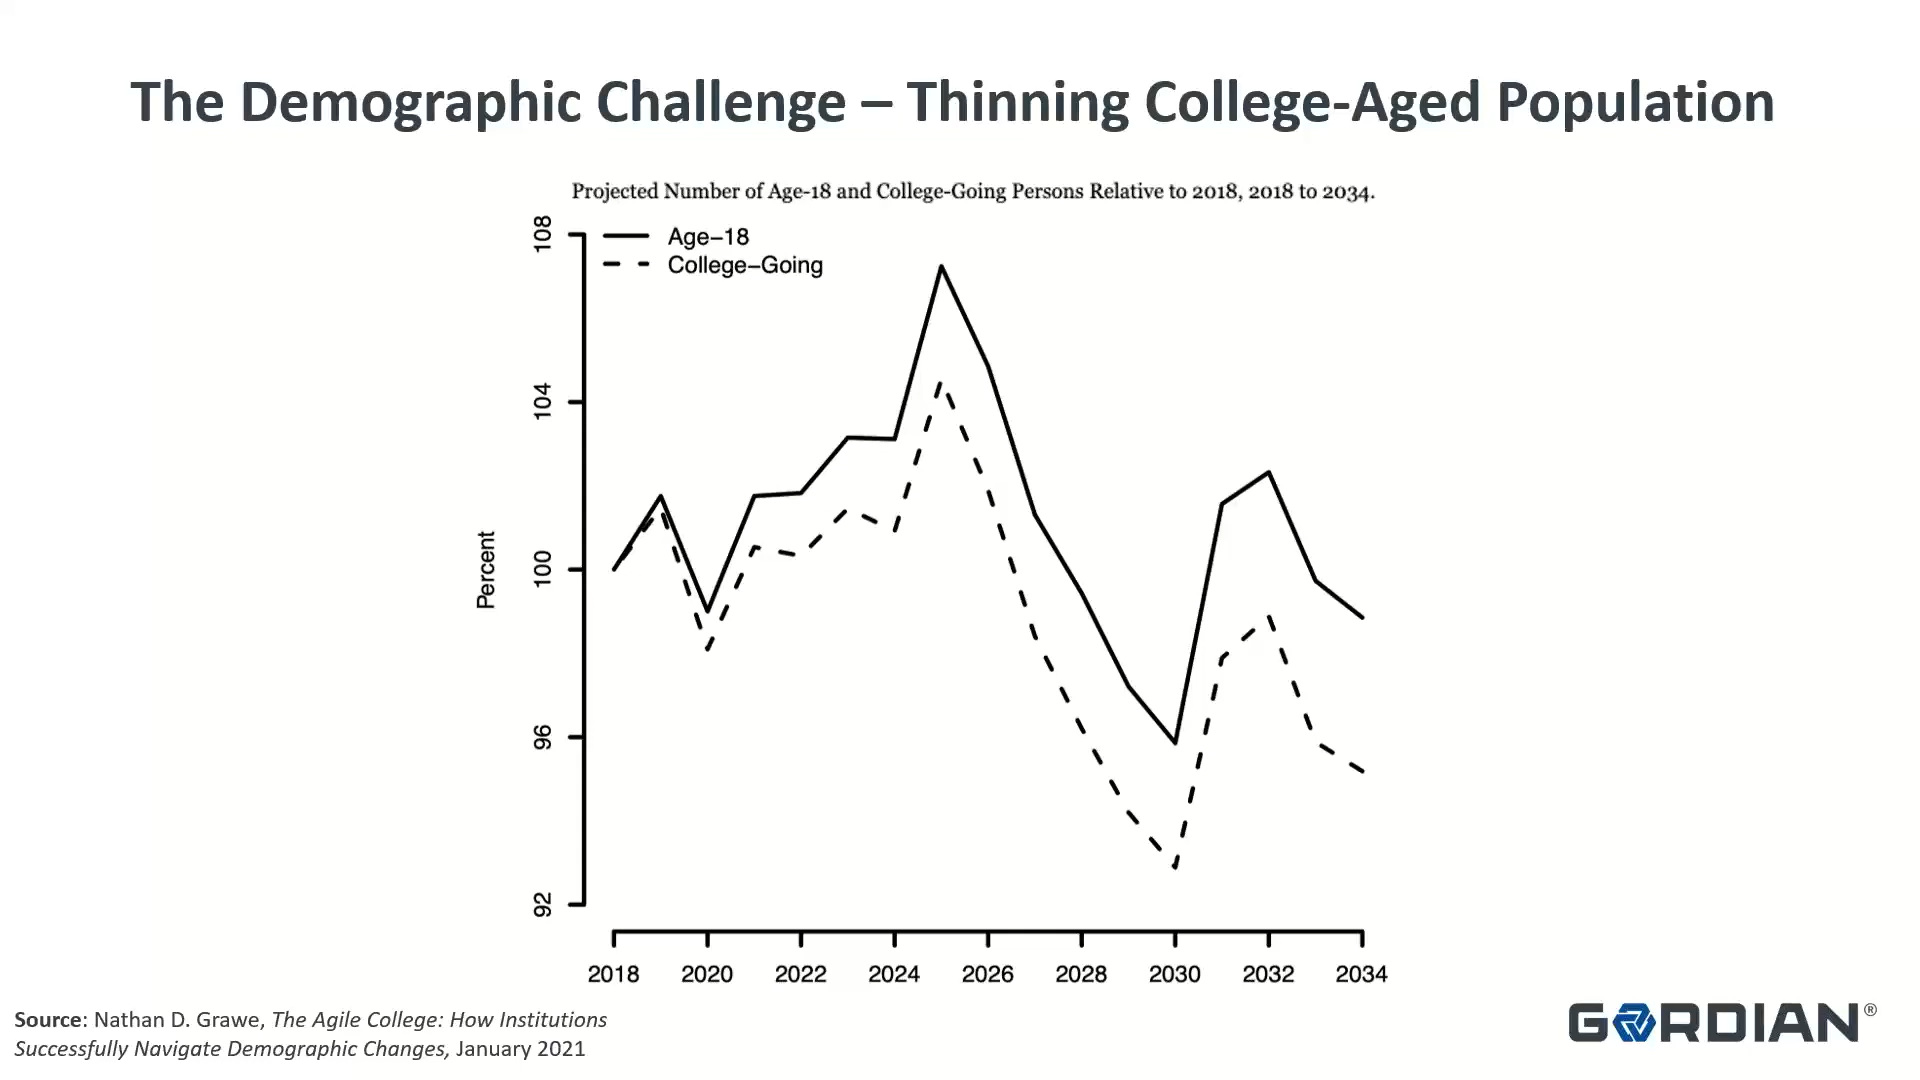 The Demographic Challenge – Thinning College-Aged Population
Projected Number of Age-18 and College-Going Persons Relative to 2018, 2018 to 2034.
Age–18
College–Going
108
104
100
96
92
Percent
2018 2020 2022 2024 2026 2028 2030 2032 2034
Source: Nathan D. Grawe, The Agile College: How Institutions
Successfully Navigate Demographic Changes, January 2021
GORDIAN®